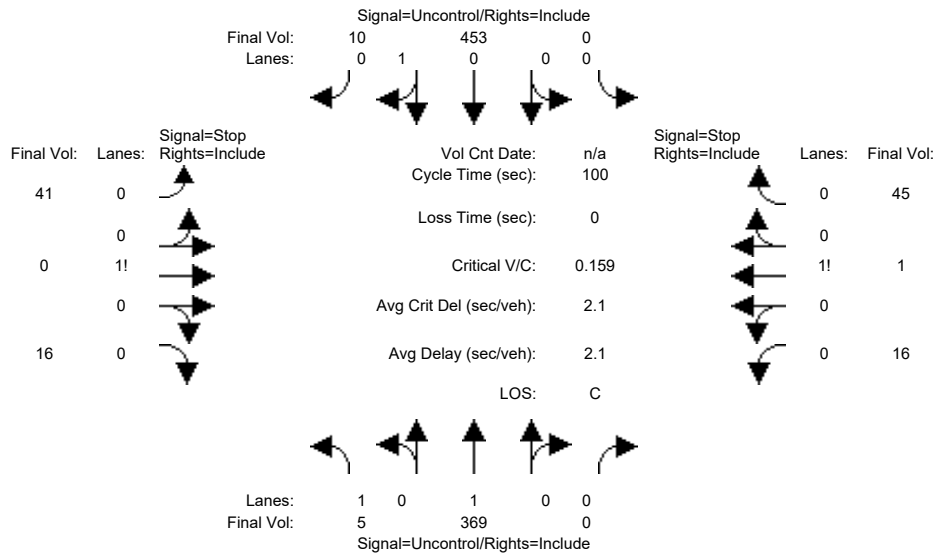 Signal=Uncontrol/Rights=Include
Final Vol: 10 453 0
Lanes: 0 1 0 0 0
Signal=Stop Signal=Stop
Final Vol: Lanes: Rights=Include Vol Cnt Date: n/a Rights=Include Lanes: Final Vol:
Cycle Time (sec): 100
41 0 0 45
Loss Time (sec): 0
0 0
0 1! Critical V/C: 0.159 1! 1
0 Avg Crit Del (sec/veh): 2.1 0
16 0 Avg Delay (sec/veh): 2.1 0 16
LOS: C
Lanes: 1 0 1 0 0
Final Vol: 5 369 0
Signal=Uncontrol/Rights=Include